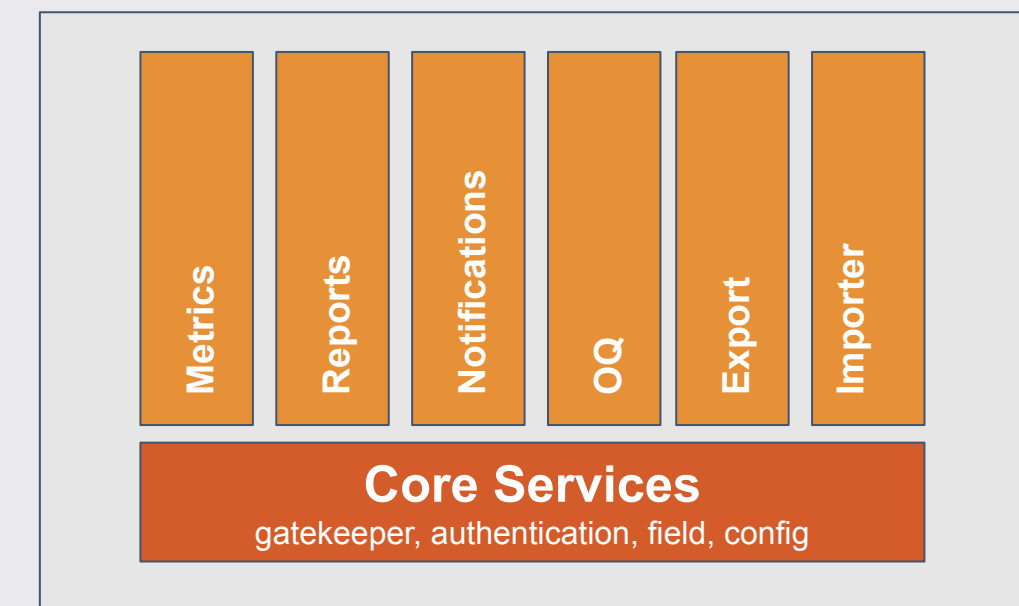 Metrics
Reports
Notifications
OQ
Export
Importer
Core Services
gatekeeper, authentication, field, config